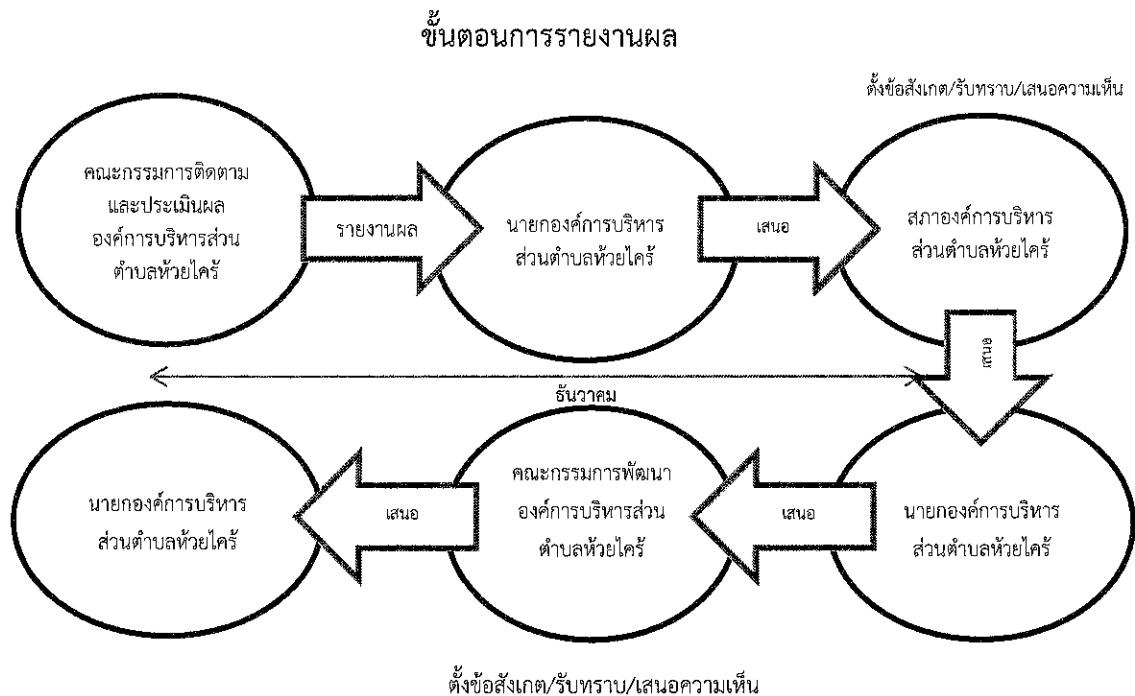 ขั้นตอนการรายงานผล
ตั้งข้อสังเกต/รับทราบ/เสนอความเห็น
คณะกรรมการติดตาม
และประเมินผล
องค์การบริหารส่วน
ตำบลห้วยไคร้
รายงานผล
นายกองค์การบริหาร
ส่วนตำบลห้วยไคร้
เสนอ
สภาองค์การบริหาร
ส่วนตำบลห้วยไคร้
เสนอ
ธันวาคม
นายกองค์การบริหาร
ส่วนตำบลห้วยไคร้
เสนอ
คณะกรรมการพัฒนา
องค์การบริหารส่วน
ตำบลห้วยไคร้
เสนอ
นายกองค์การบริหาร
ส่วนตำบลห้วยไคร้
ตั้งข้อสังเกต/รับทราบ/เสนอความเห็น